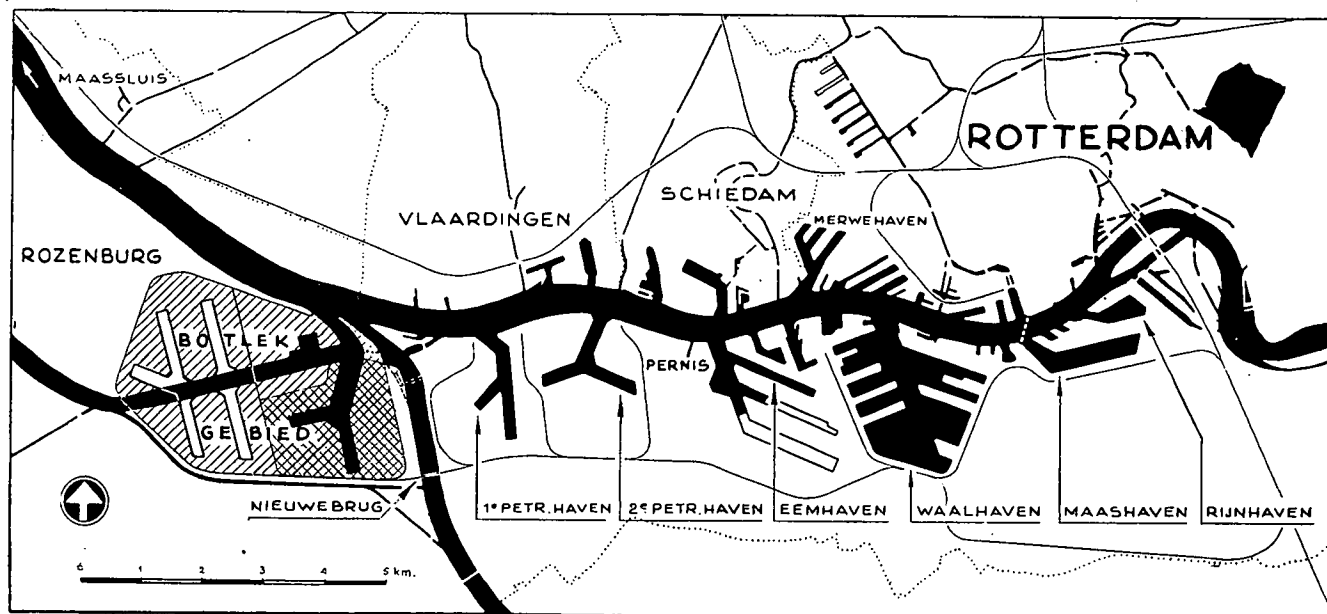 MAASSLUIS
ROTTERDAM
SCHIEDAM
VLAARDINGEN
MERWEHAVEN
ROZENBURG
BOTLEK
PERNIS
GEBIED
NIEUWEBRUG
1e PETR. HAVEN
2e PETR. HAVEN
EEMHAVEN
WAALHAVEN
MAASHAVEN
RIJNHAVEN
0 1 2 3 4 5 km.